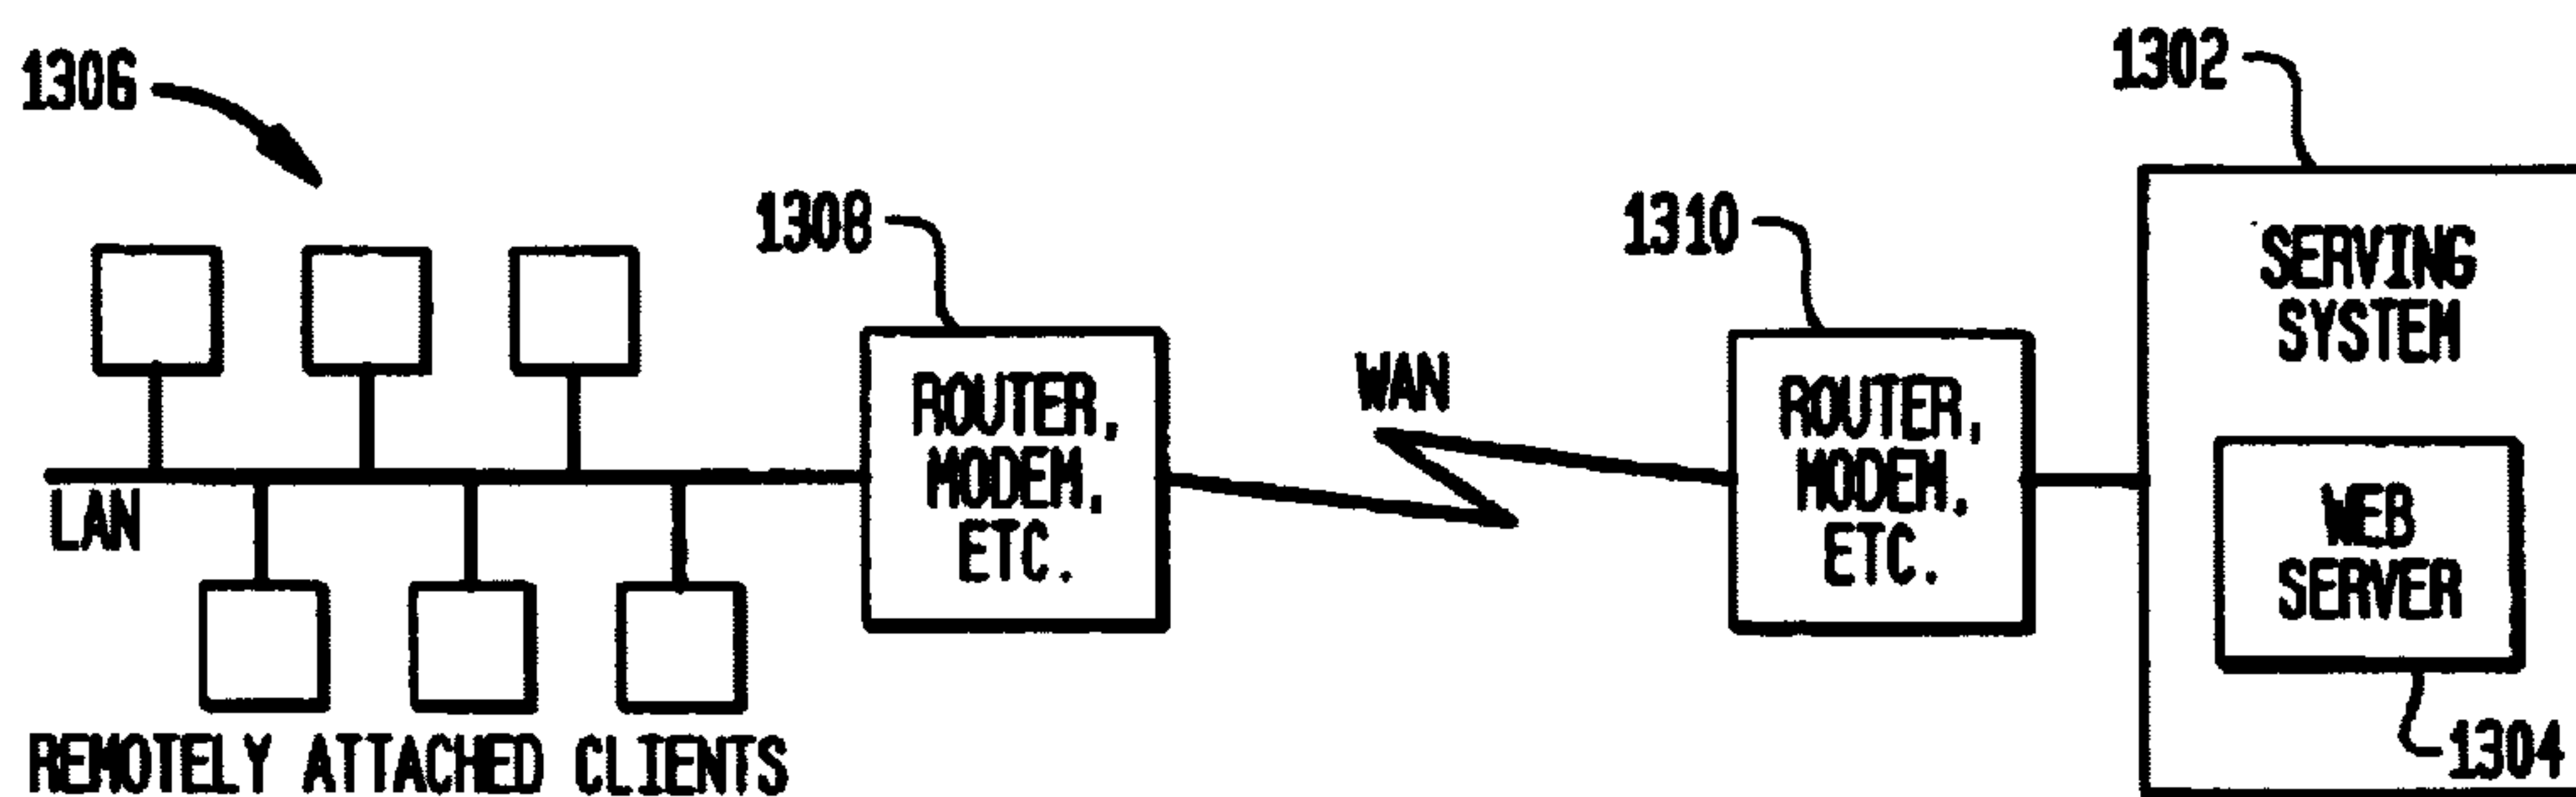 1306
1302
1308
1310
SERVING
SYSTEM
ROUTER,
MODEM,
ETC.
WAN
ROUTER,
MODEM,
ETC.
WEB
SERVER
LAN
1304
REMOTELY ATTACHED CLIENTS